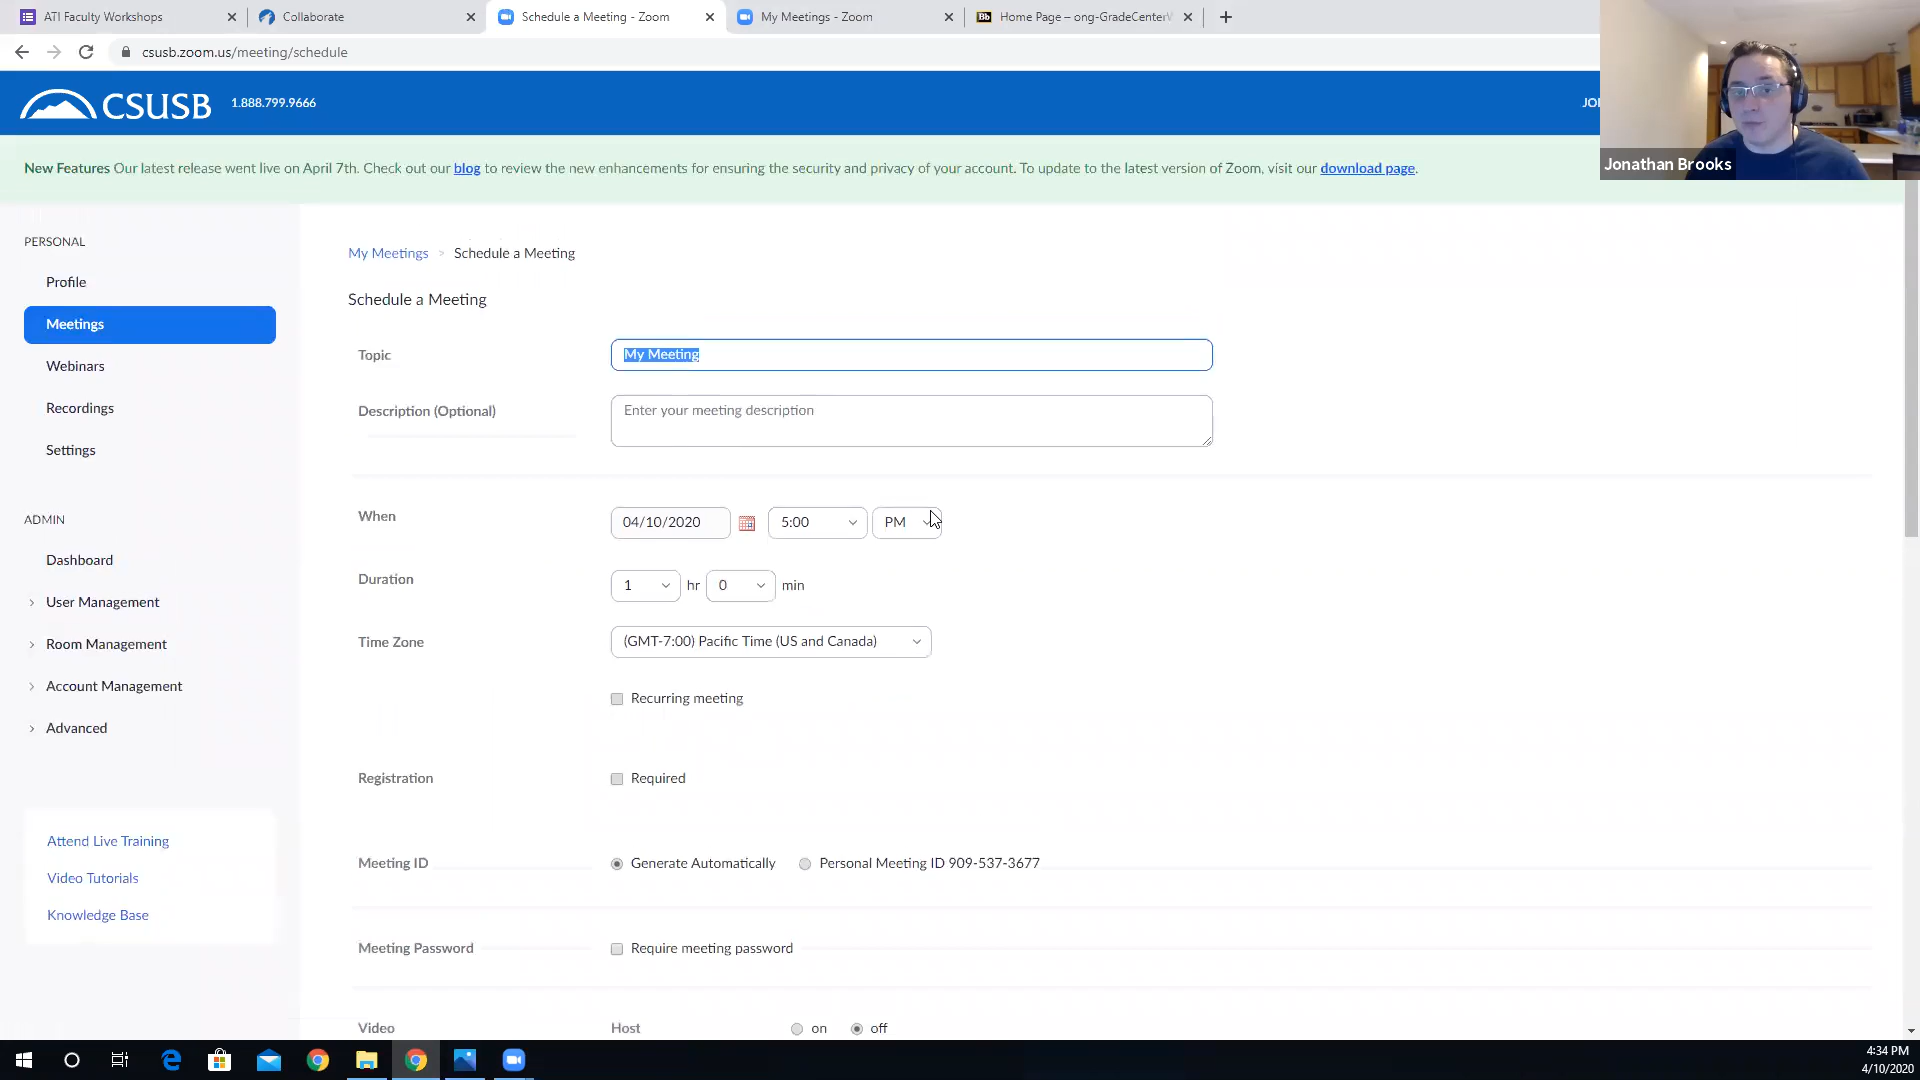 ATI Faculty Workshops
Collaborate
Schedule a Meeting - Zoom
My Meetings - Zoom
Home Page – ong-GradeCenter
csusb.zoom.us/meeting/schedule
CSUSB
1.888.799.9666
Jonathan Brooks
New Features Our latest release went live on April 7th. Check out our blog to review the new enhancements for ensuring the security and privacy of your account. To update to the latest version of Zoom, visit our download page.
PERSONAL
Profile
Meetings
Webinars
Recordings
Settings
ADMIN
Dashboard
User Management
Room Management
Account Management
Advanced
Attend Live Training
Video Tutorials
Knowledge Base
My Meetings > Schedule a Meeting
Schedule a Meeting
Topic
My Meeting
Description (Optional)
Enter your meeting description
When
04/10/2020 5:00 PM
Duration
1 hr 0 min
Time Zone
(GMT-7:00) Pacific Time (US and Canada)
Recurring meeting
Registration
Required
Meeting ID
Generate Automatically Personal Meeting ID 909-537-3677
Meeting Password
Require meeting password
Video
Host on off
4:34 PM
4/10/2020